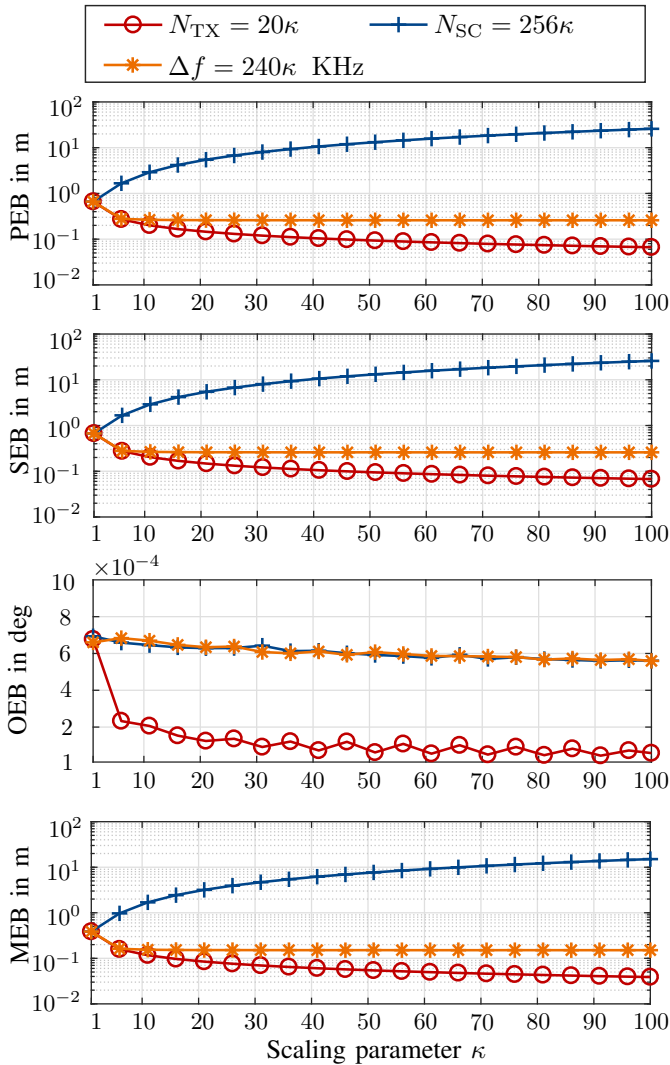 N_TX = 20κ N_SC = 256κ
Δf = 240κ KHz
PEB in m
10^2
10^1
10^0
10^−1
10^−2
1 10 20 30 40 50 60 70 80 90 100
SEB in m
10^2
10^1
10^0
10^−1
10^−2
1 10 20 30 40 50 60 70 80 90 100
OEB in deg
×10^−4
10
8
6
4
2
1
1 10 20 30 40 50 60 70 80 90 100
MEB in m
10^2
10^1
10^0
10^−1
10^−2
1 10 20 30 40 50 60 70 80 90 100
Scaling parameter κ